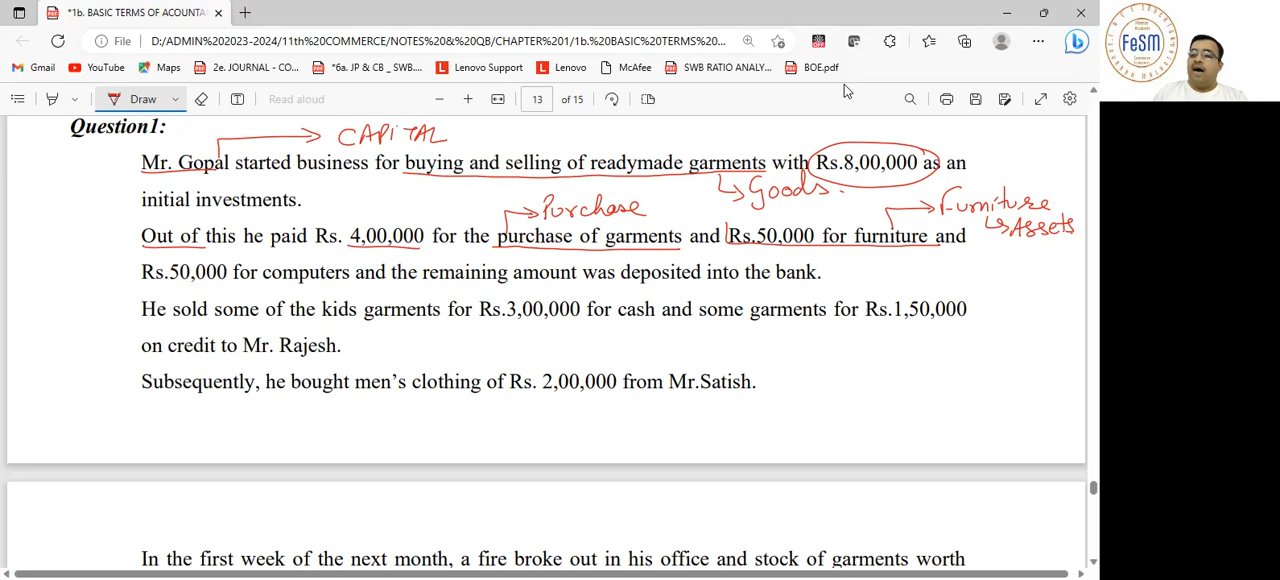 *1b. BASIC TERMS OF ACOUNTA
File D:/ADMIN%202023-2024/11th%20COMMERCE/NOTES%20&%20QB/CHAPTER%201/1b.%20BASIC%20TERMS...
Gmail YouTube Maps 2E. JOURNAL - CO... *6a. JP & SB _ SWB.... Lenovo Support Lenovo McAfee SWB RATIO ANALY... BOE.pdf
Draw Read aloud 13 of 15
FeSM
Question1:
CAPITAL
Mr. Gopal started business for buying and selling of readymade garments with Rs.8,00,000 as an
Goods.
initial investments.
Purchase
Furniture
Assets
Out of this he paid Rs. 4,00,000 for the purchase of garments and Rs.50,000 for furniture and
Rs.50,000 for computers and the remaining amount was deposited into the bank.
He sold some of the kids garments for Rs.3,00,000 for cash and some garments for Rs.1,50,000
on credit to Mr. Rajesh.
Subsequently, he bought men’s clothing of Rs. 2,00,000 from Mr.Satish.
In the first week of the next month, a fire broke out in his office and stock of garments worth